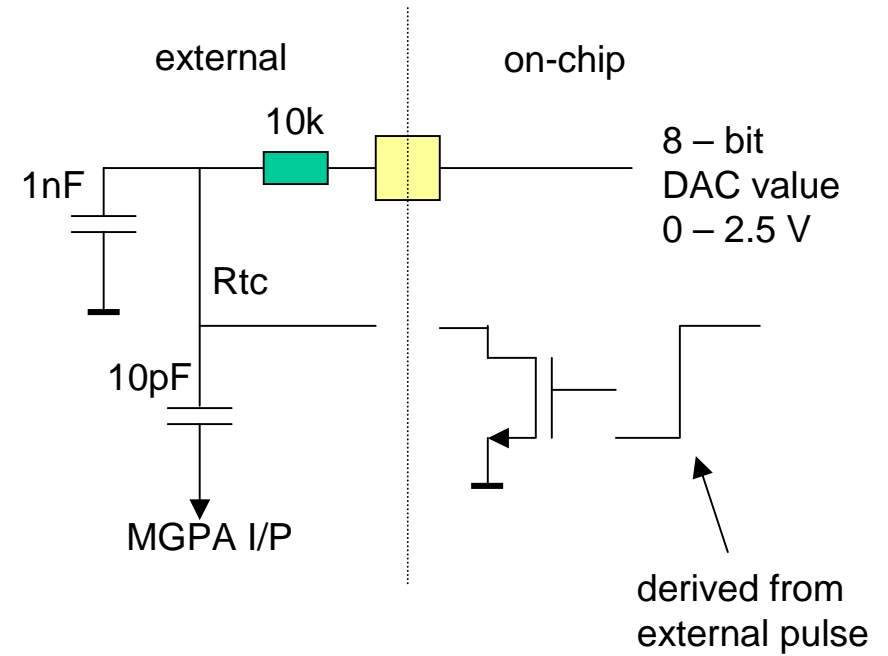 external
on-chip
10k
1nF
8 – bit
DAC value
0 – 2.5 V
Rtc
10pF
MGPA I/P
derived from
external pulse